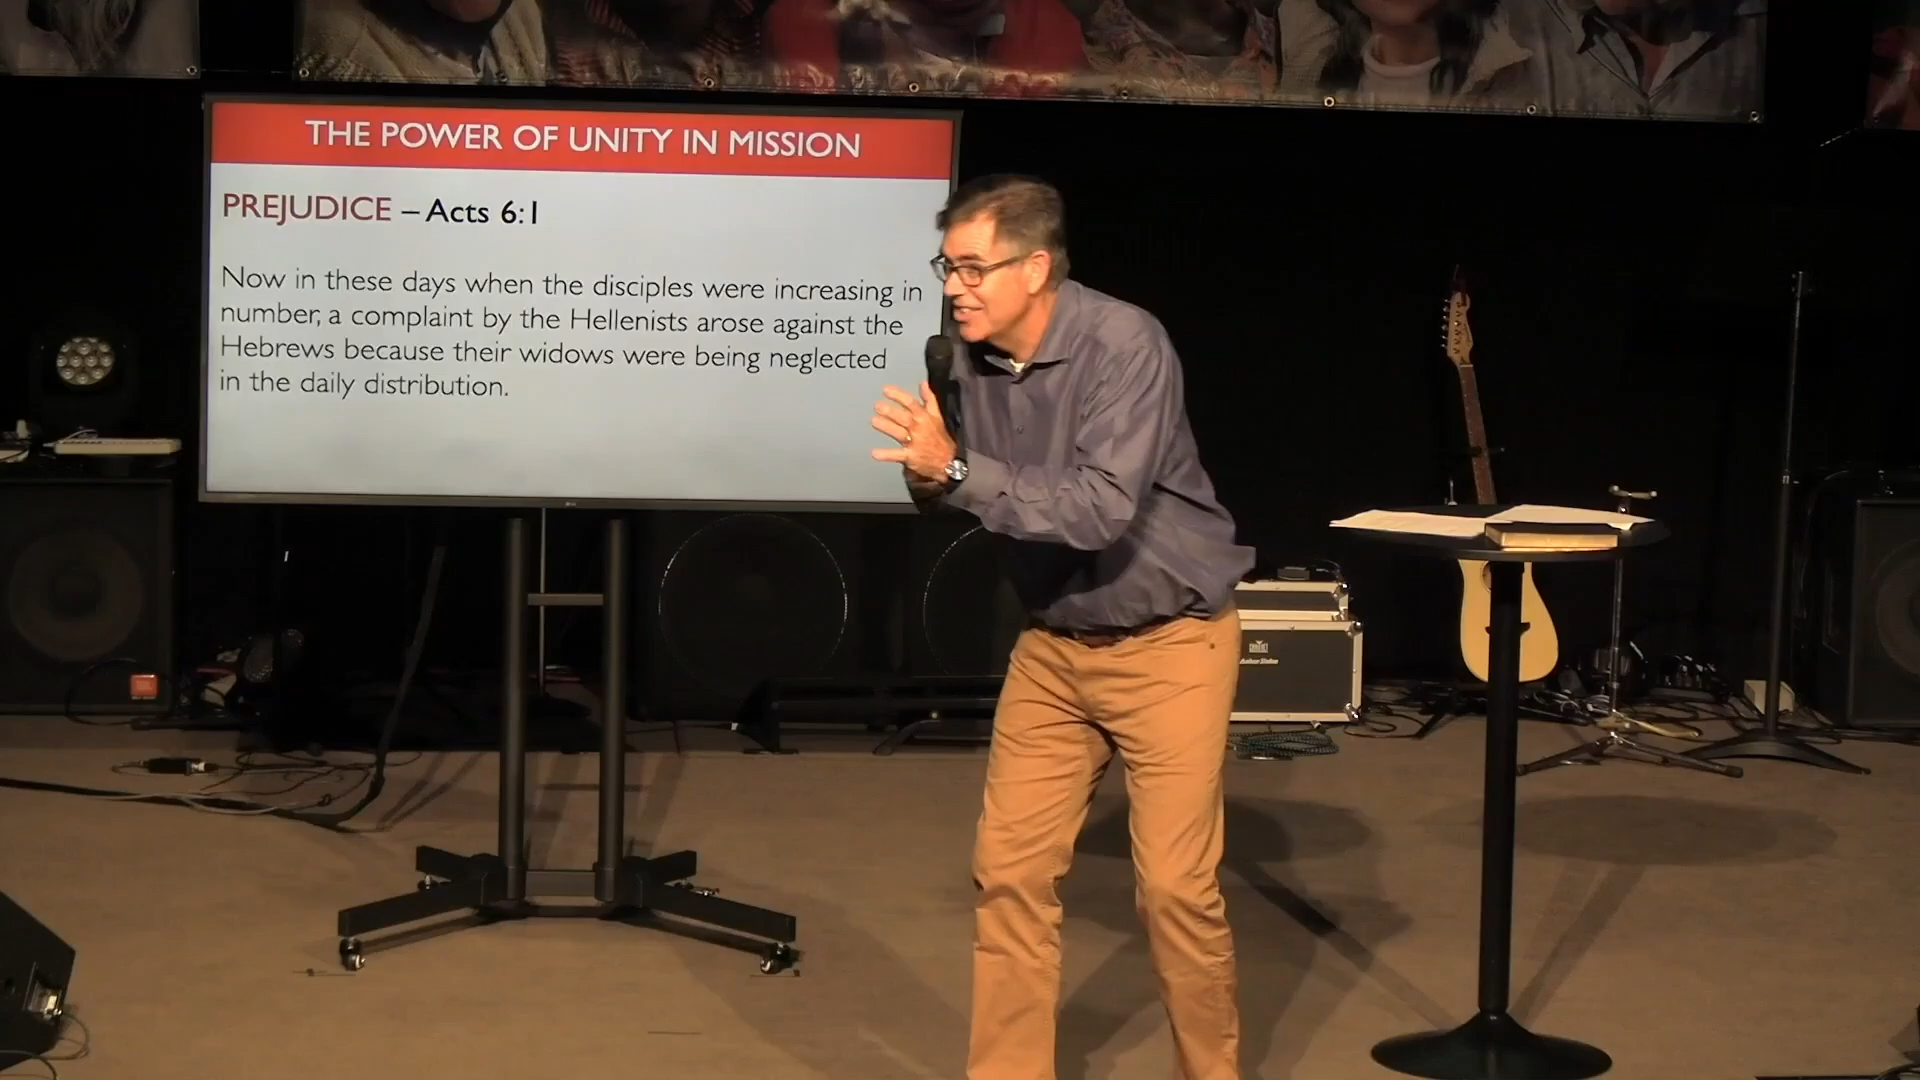 THE POWER OF UNITY IN MISSION
PREJUDICE – Acts 6:1
Now in these days when the disciples were increasing in
number, a complaint by the Hellenists arose against the
Hebrews because their widows were being neglected
in the daily distribution.
CHAUVET